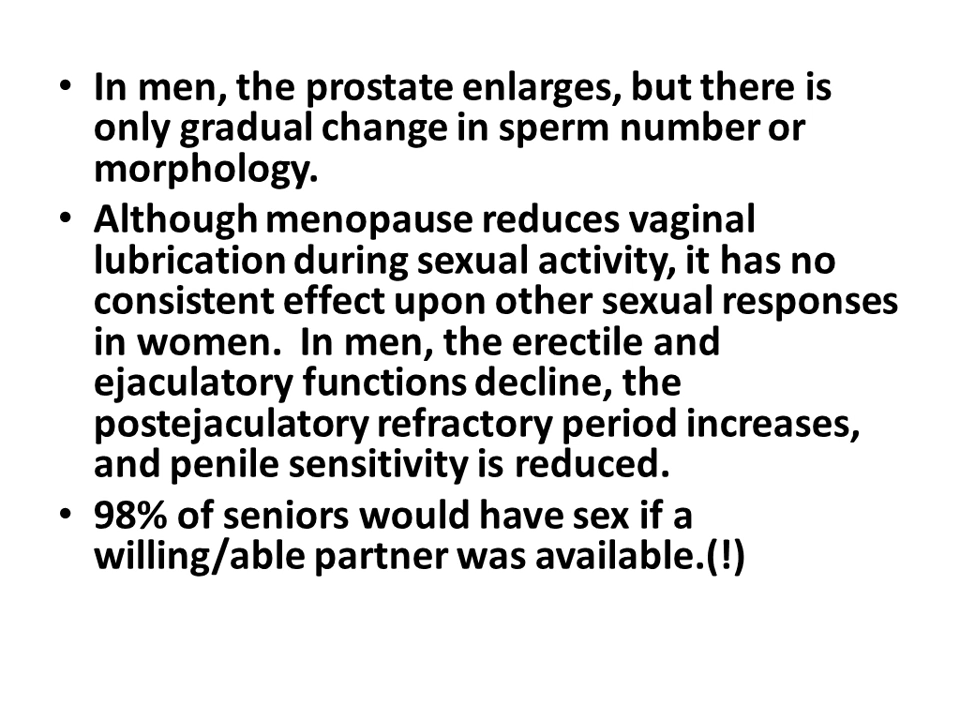 • In men, the prostate enlarges, but there is
only gradual change in sperm number or
morphology.
• Although menopause reduces vaginal
lubrication during sexual activity, it has no
consistent effect upon other sexual responses
in women.  In men, the erectile and
ejaculatory functions decline, the
postejaculatory refractory period increases,
and penile sensitivity is reduced.
• 98% of seniors would have sex if a
willing/able partner was available.(!)